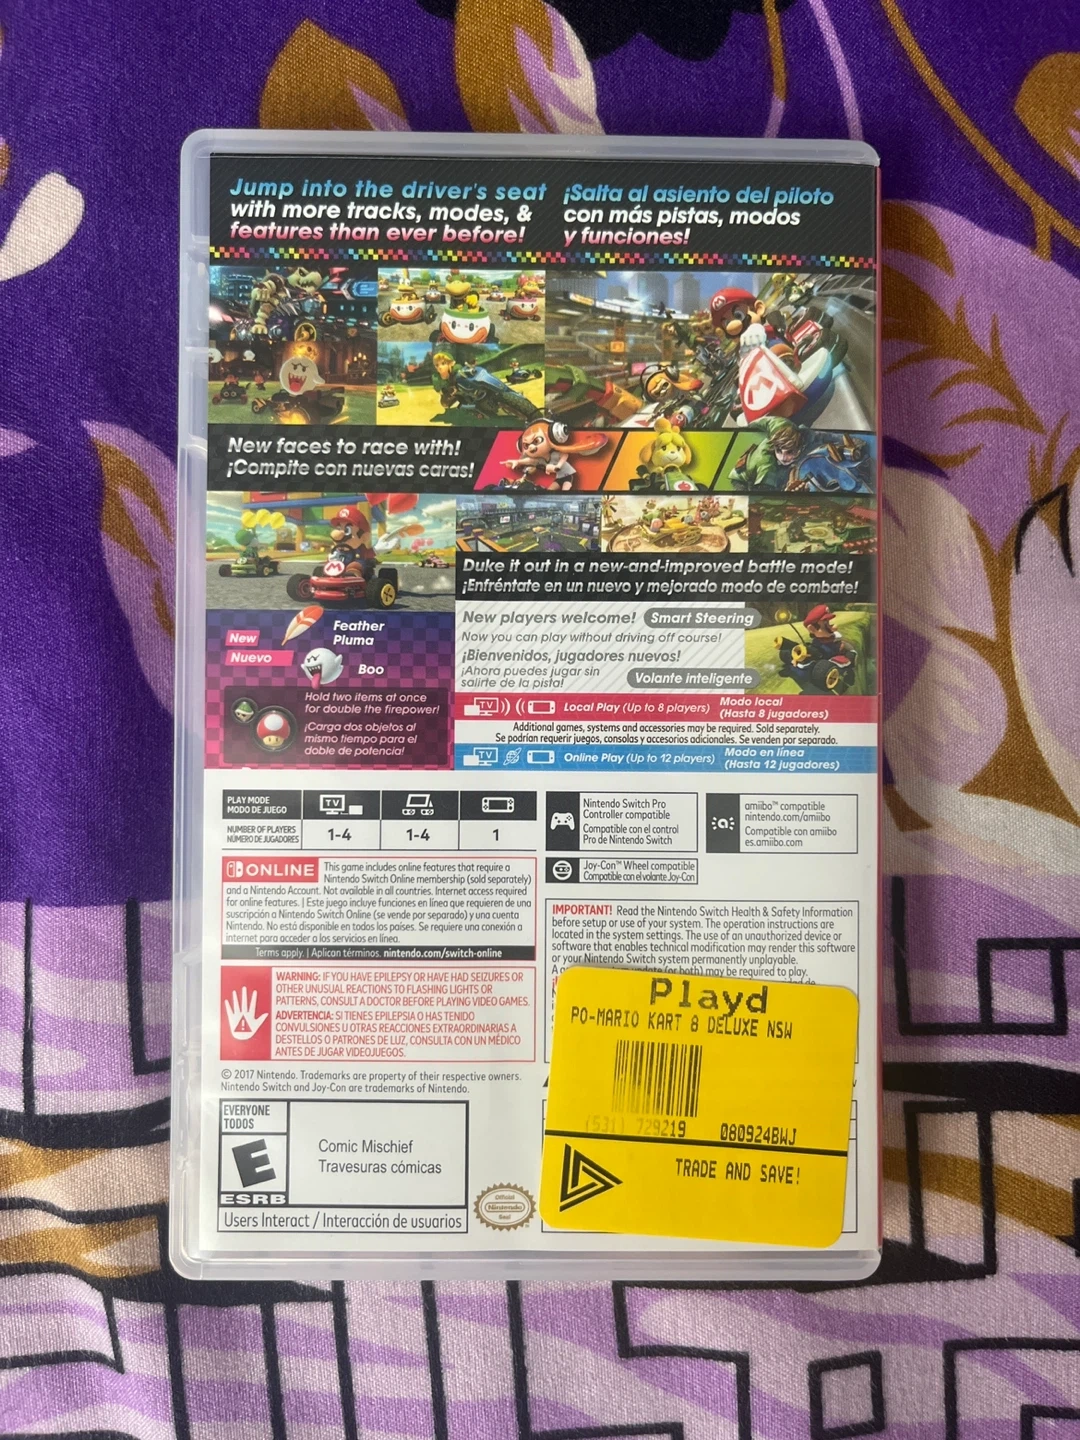 Jump into the driver's seat
with more tracks, modes, &
features than ever before!
¡Salta al asiento del piloto
con más pistas, modos
y funciones!
New faces to race with!
¡Compite con nuevas caras!
Duke it out in a new-and-improved battle mode!
¡Enfréntate en un nuevo y mejorado modo de combate!
New
Nuevo
Feather
Pluma
Boo
Hold two items at once
for double the firepower!
¡Carga dos objetos al
mismo tiempo para el
doble de potencia!
New players welcome! Smart Steering
Now you can play without driving off course!
¡Bienvenidos, jugadores nuevos!
¡Ahora puedes jugar sin
salirte de la pista!
Volante inteligente
TV Local Play (Up to 8 players) Modo local
(Hasta 8 jugadores)
Additional games, systems and accessories may be required. Sold separately.
Se podrían requerir juegos, consolas y accesorios adicionales. Se venden por separado.
TV Online Play (Up to 12 players) Modo en línea
(Hasta 12 jugadores)
PLAY MODE
MODO DE JUEGO
TV
NUMBER OF PLAYERS
NÚMERO DE JUGADORES
1-4 1-4 1
Nintendo Switch Pro
Controller compatible
Compatible con el control
Pro de Nintendo Switch
amiibo™ compatible
nintendo.com/amiibo
Compatible con amiibo
es.amiibo.com
Joy-Con™ Wheel compatible
Compatible con el volante Joy-Con
ONLINE
This game includes online features that require a
Nintendo Switch Online membership (sold separately)
and a Nintendo Account. Not available in all countries. Internet access required
for online features. | Este juego incluye funciones en línea que requieren de una
suscripción a Nintendo Switch Online (se vende por separado) y una cuenta
Nintendo. No está disponible en todos los países. Se requiere una conexión a
internet para acceder a los servicios en línea.
Terms apply. | Aplican términos. nintendo.com/switch-online
WARNING: IF YOU HAVE EPILEPSY OR HAVE HAD SEIZURES OR
OTHER UNUSUAL REACTIONS TO FLASHING LIGHTS OR
PATTERNS, CONSULT A DOCTOR BEFORE PLAYING VIDEO GAMES.
ADVERTENCIA: SI TIENES EPILEPSIA O HAS TENIDO
CONVULSIONES U OTRAS REACCIONES EXTRAORDINARIAS A
DESTELLOS O PATRONES DE LUZ, CONSULTA CON UN MÉDICO
ANTES DE JUGAR VIDEOJUEGOS.
© 2017 Nintendo. Trademarks are property of their respective owners.
Nintendo Switch and Joy-Con are trademarks of Nintendo.
IMPORTANT! Read the Nintendo Switch Health & Safety Information
before setup or use of your system. The operation instructions are
located in the system settings. The use of an unauthorized device or
software that enables technical modification may render this software
or your Nintendo Switch system permanently unplayable.
update (or both) may be required to play.
EVERYONE
TODOS
E
ESRB
Comic Mischief
Travesuras cómicas
Users Interact / Interacción de usuarios
Official
Nintendo
Seal
Playd
PO-MARIO KART 8 DELUXE NSW
(531) 729219 080924BWJ
TRADE AND SAVE!